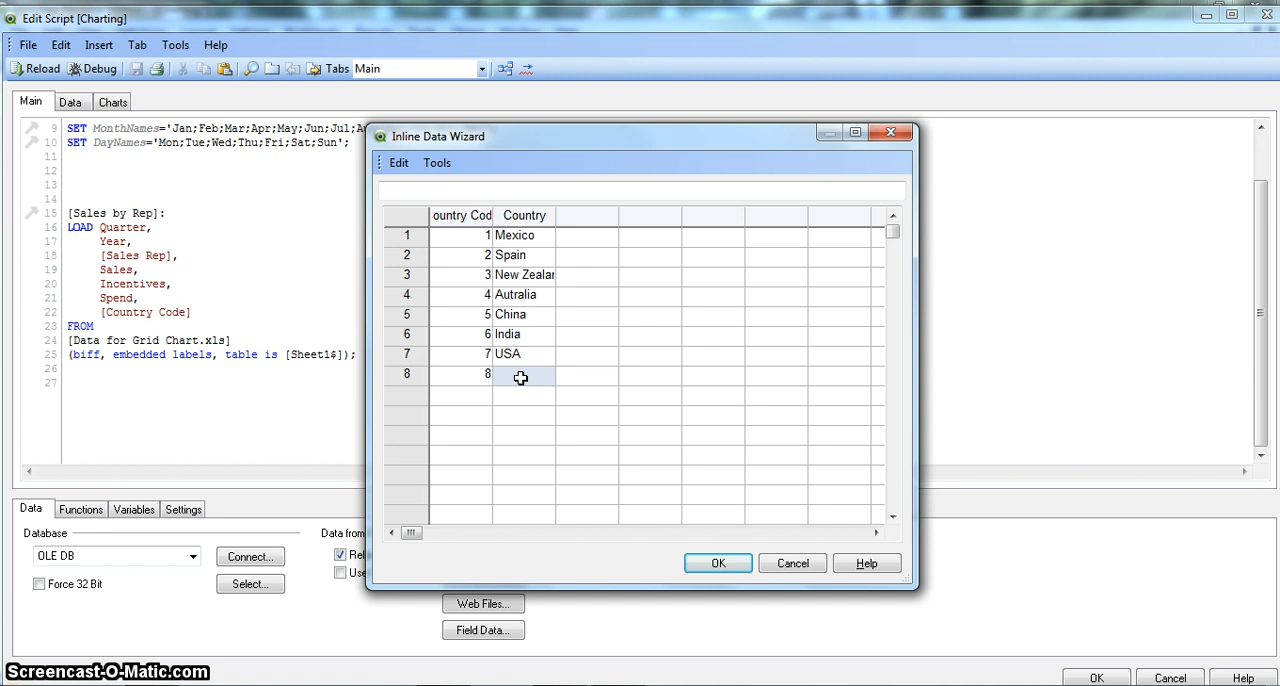 Edit Script [Charting]
File Edit Insert Tab Tools Help
Reload Debug Tabs Main
Main Data Charts
9 SET MonthNames='Jan;Feb;Mar;Apr;May;Jun;Jul;A
10 SET DayNames='Mon;Tue;Wed;Thu;Fri;Sat;Sun';
11
12
13
14
15 [Sales by Rep]:
16 LOAD Quarter,
17 Year,
18 [Sales Rep],
19 Sales,
20 Incentives,
21 Spend,
22 [Country Code]
23 FROM
24 [Data for Grid Chart.xls]
25 (biff, embedded labels, table is [Sheet1$]);
26
27
Inline Data Wizard
Edit Tools
ountry Cod Country
1 1 Mexico
2 2 Spain
3 3 New Zealar
4 4 Autralia
5 5 China
6 6 India
7 7 USA
8 8
OK Cancel Help
Data Functions Variables Settings
Database
OLE DB Connect...
Force 32 Bit Select...
Data from
Rel
Use
Web Files...
Field Data...
OK Cancel Help
Screencast-O-Matic.com